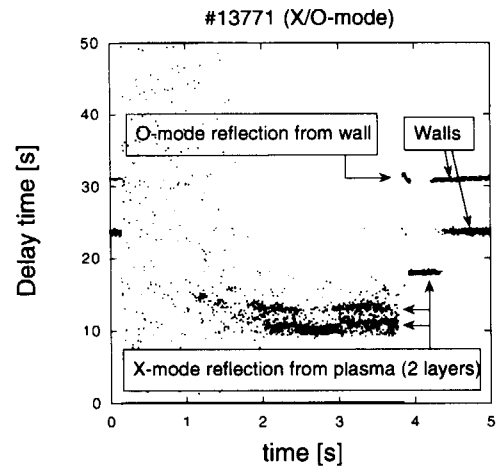 #13771 (X/O-mode)
50
40
30
20
10
0
Delay time [s]
O-mode reflection from wall
Walls
X-mode reflection from plasma (2 layers)
0 1 2 3 4 5
time [s]